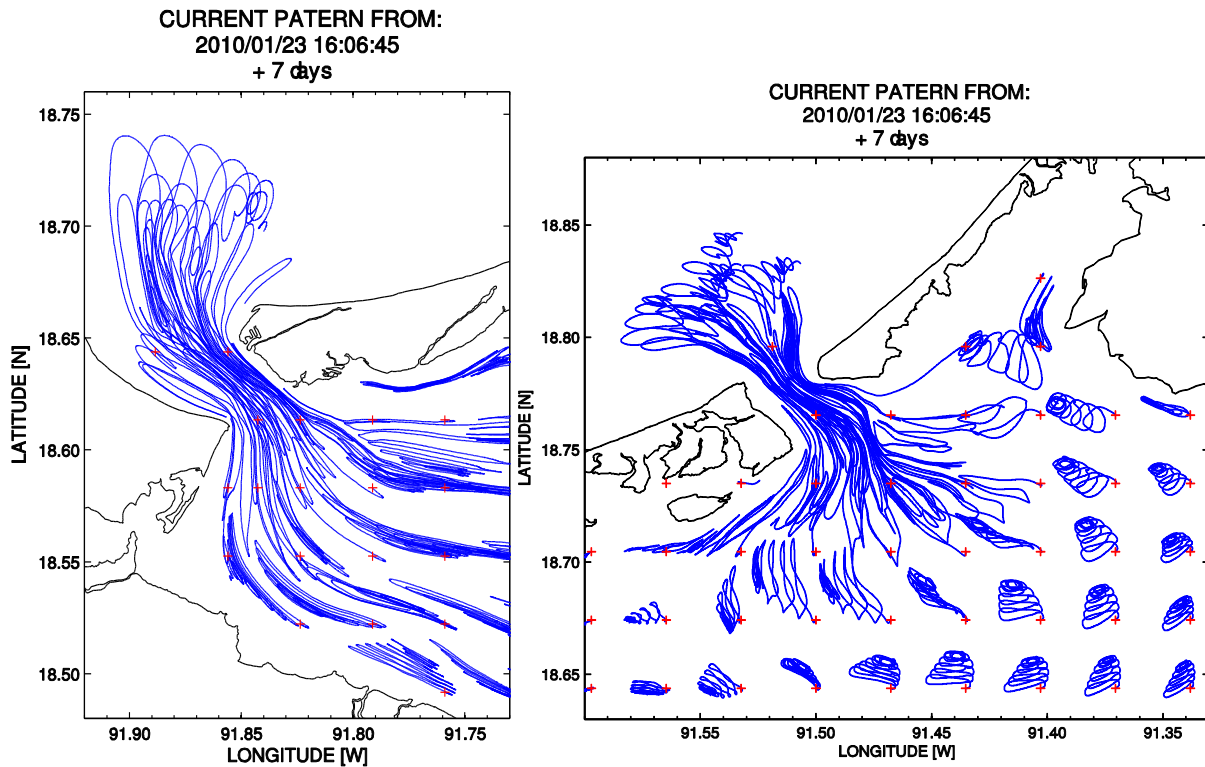 CURRENT PATERN FROM:
2010/01/23 16:06:45
+ 7 days
18.75
18.70
18.65
18.60
18.55
18.50
LATITUDE [N]
91.90
91.85
91.80
91.75
LONGITUDE [W]
CURRENT PATERN FROM:
2010/01/23 16:06:45
+ 7 days
18.85
18.80
18.75
18.70
18.65
LATITUDE [N]
91.55
91.50
91.45
91.40
91.35
LONGITUDE [W]